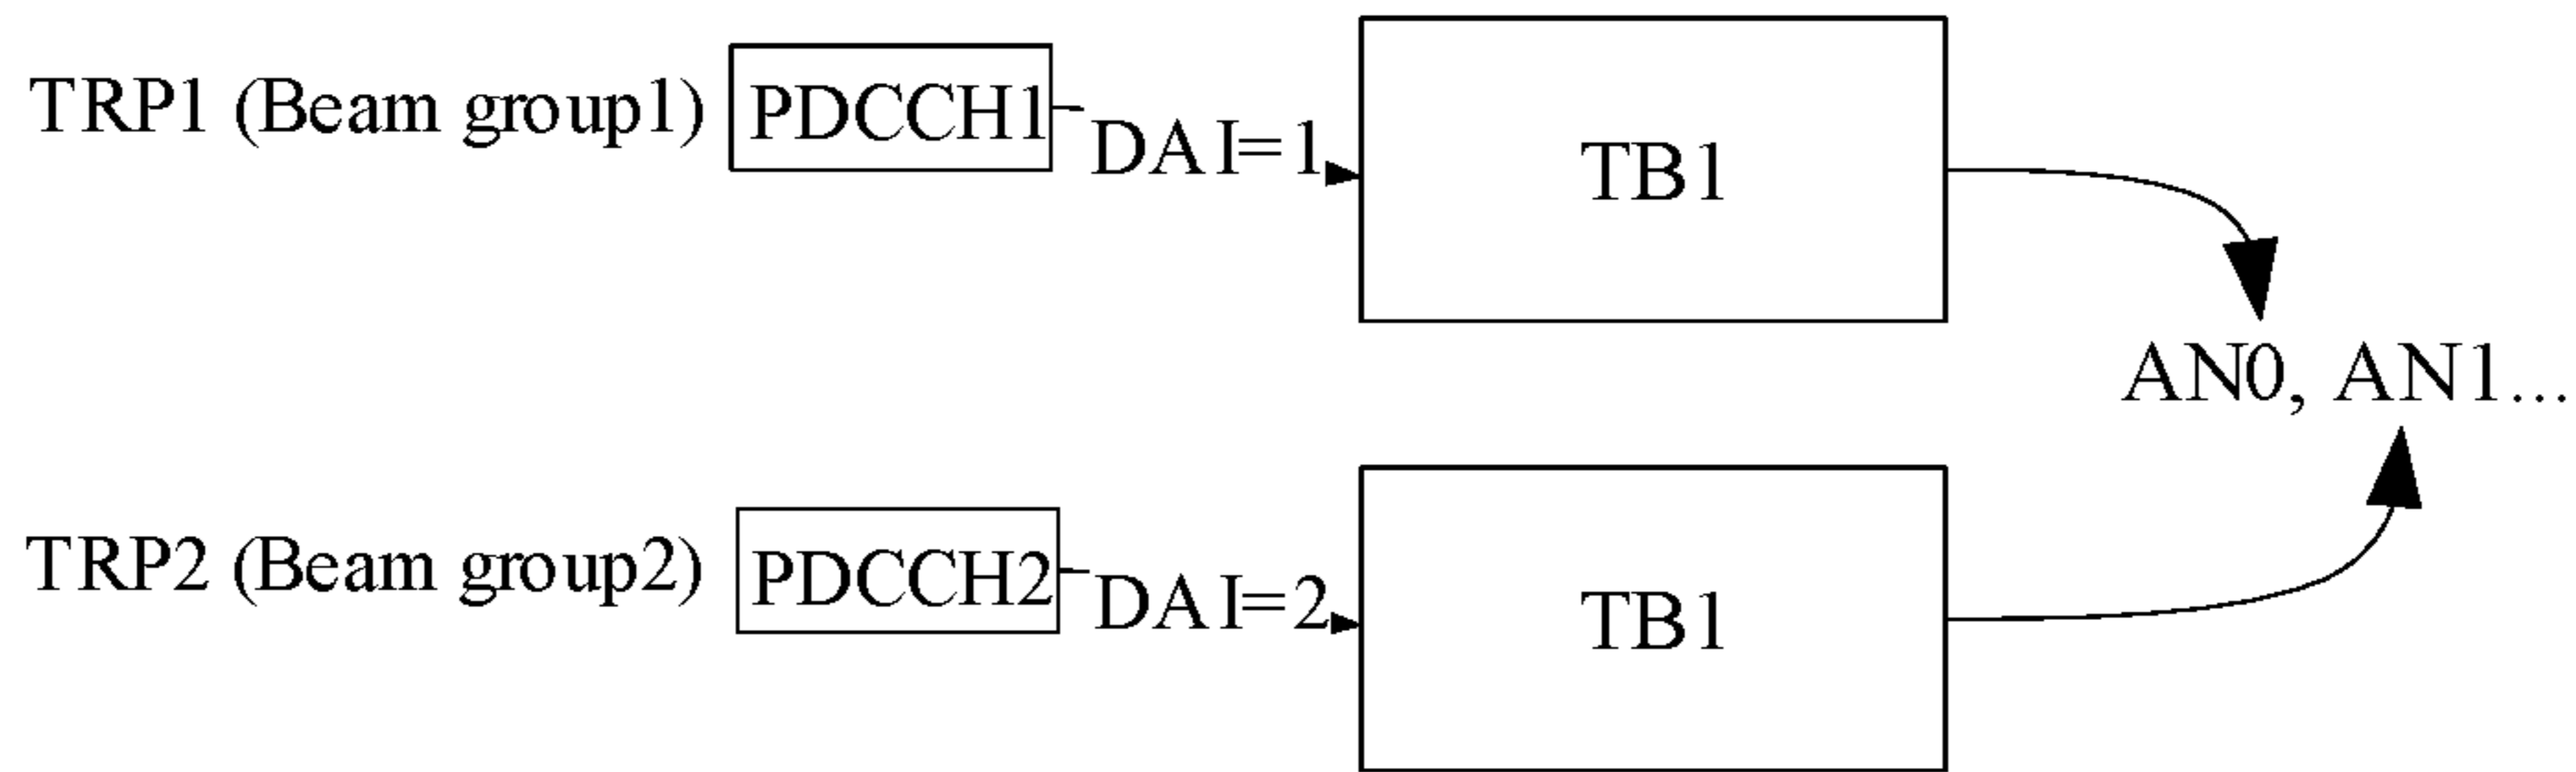 TRP1 (Beam group1) PDCCH1 DAI=1 TB1
AN0, AN1...
TRP2 (Beam group2) PDCCH2 DAI=2 TB1